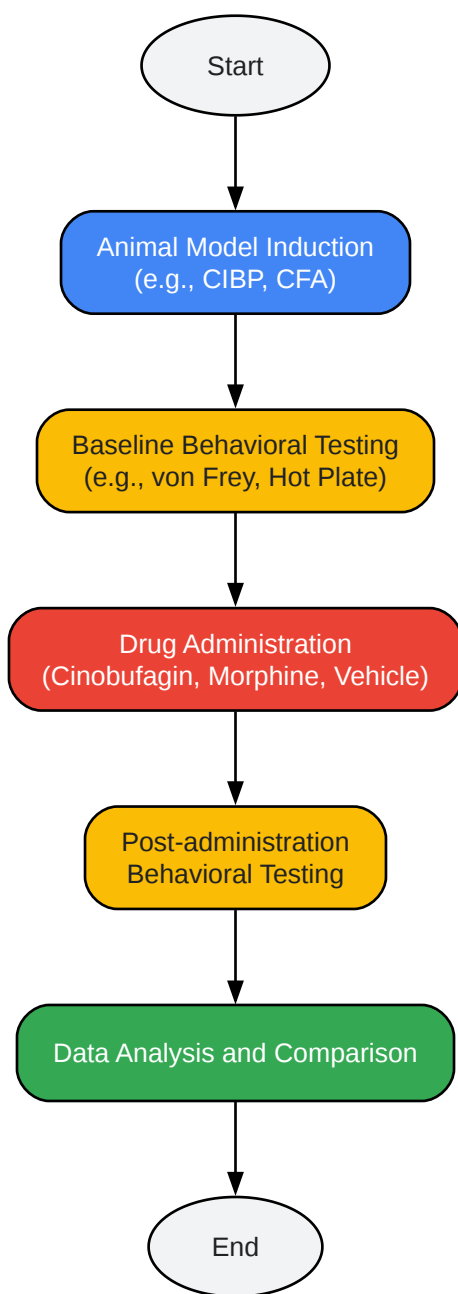 Start
Animal Model Induction
(e.g., CIBP, CFA)
Baseline Behavioral Testing
(e.g., von Frey, Hot Plate)
Drug Administration
(Cinobufagin, Morphine, Vehicle)
Post-administration
Behavioral Testing
Data Analysis and Comparison
End